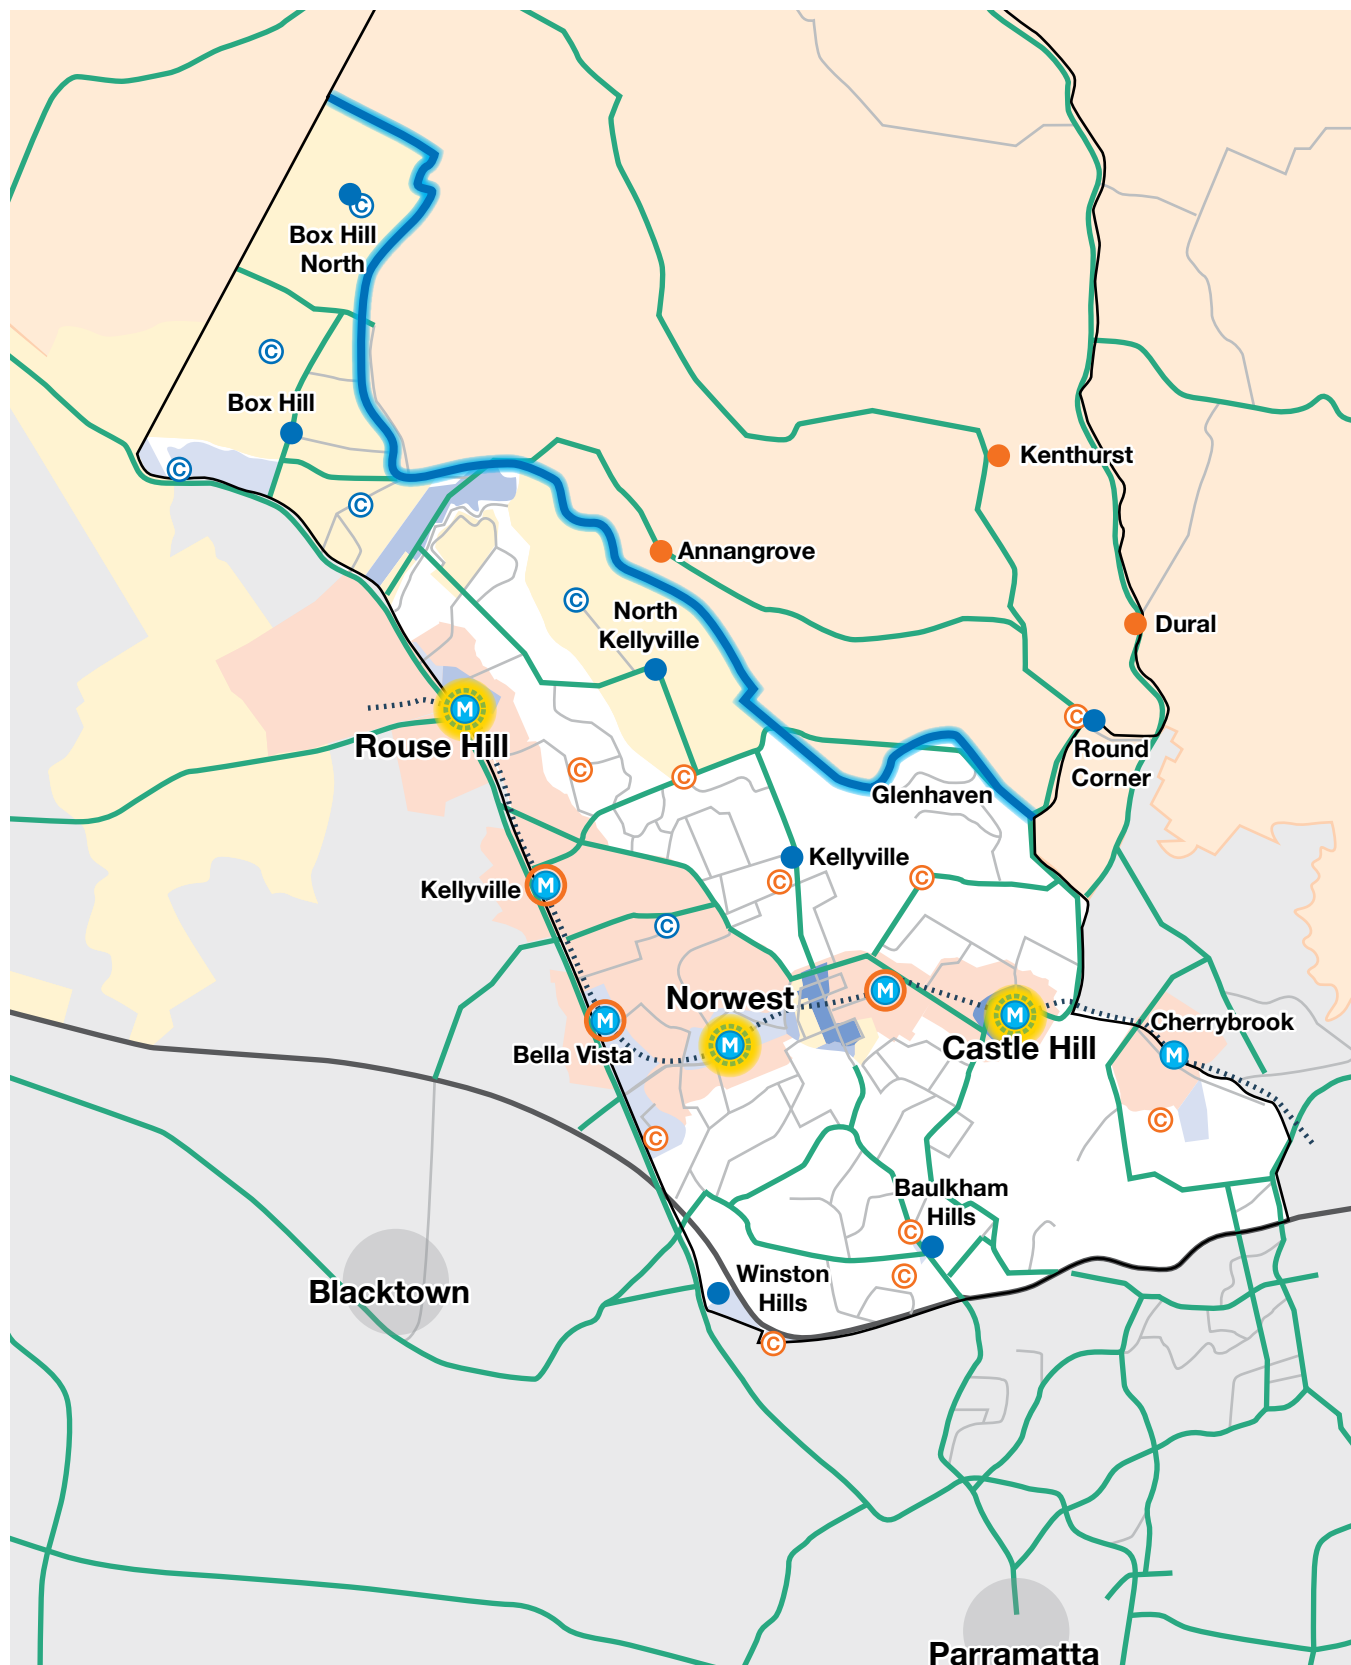 C
Box Hill
North
C
Box Hill
Kenthurst
C
C
Annangrove
C
North
Kellyville
Dural
M
C
Rouse Hill
Round
Corner
C
C
Glenhaven
Kellyville
C
C
M
Kellyville
C
M
Norwest
M
M
Cherrybrook
M
Castle Hill
M
Bella Vista
C
C
Baulkham
Hills
C
C
Winston
Hills
Blacktown
C
Parramatta